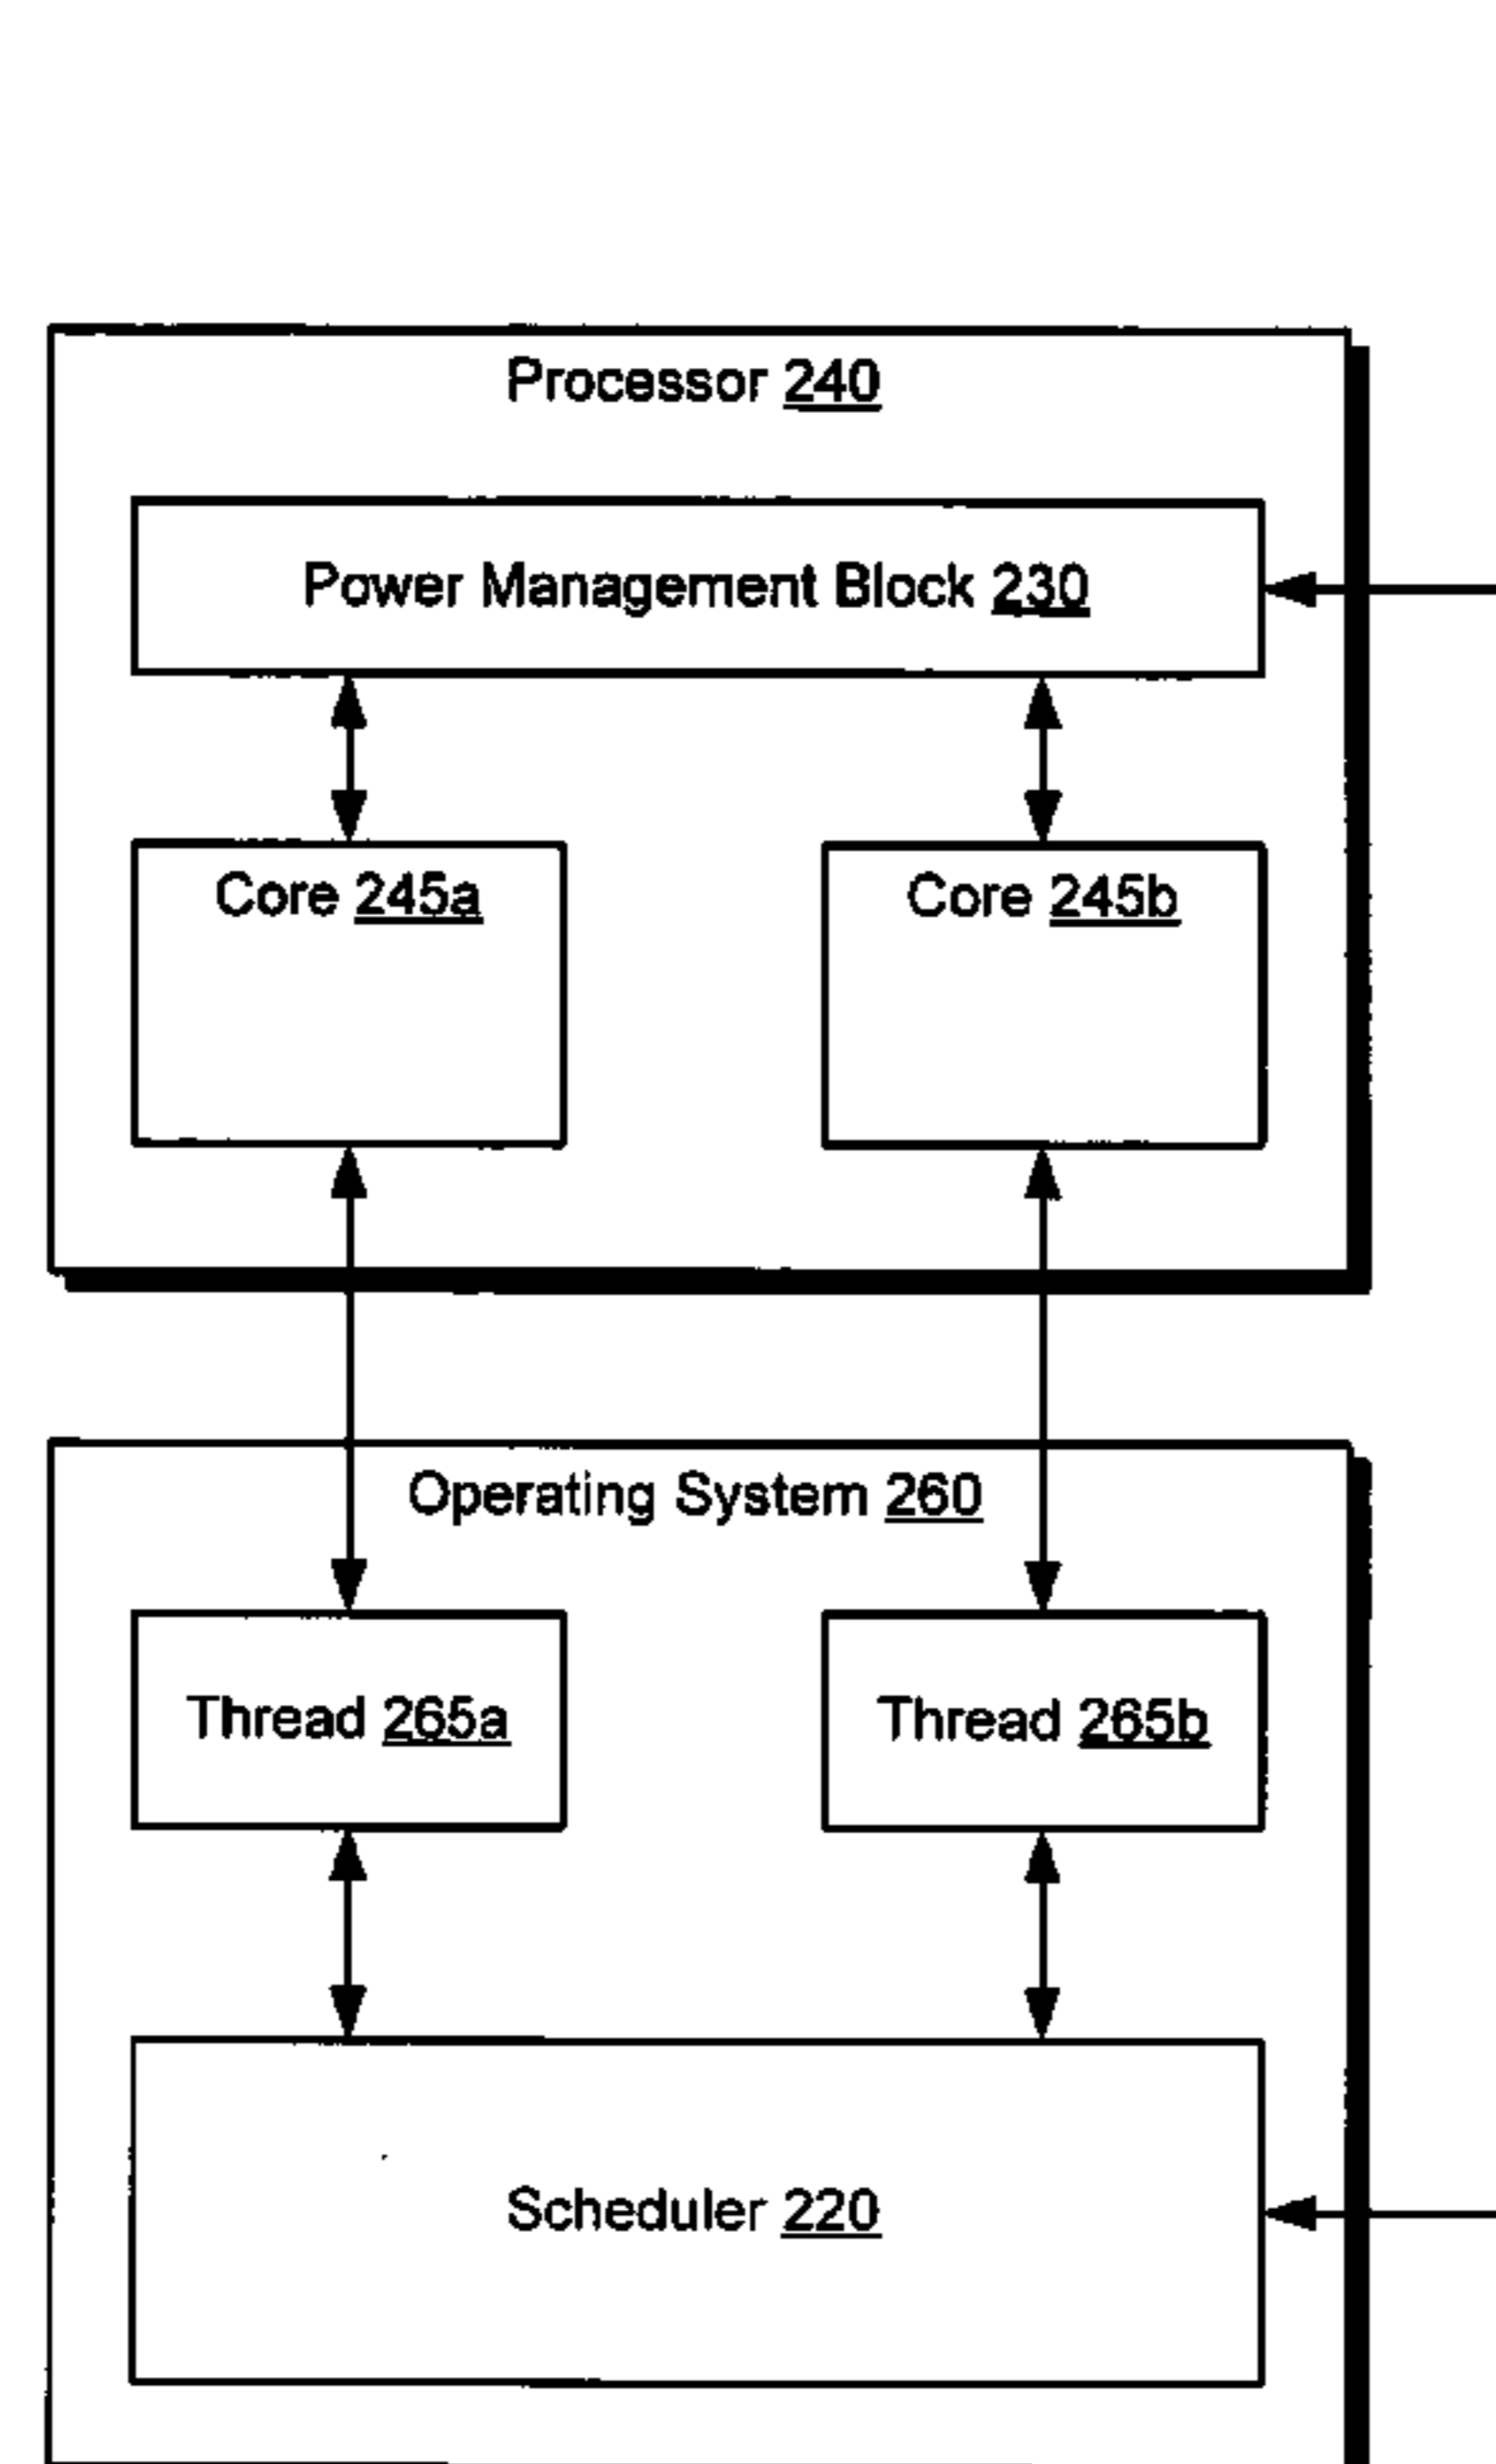 Processor 240
Power Management Block 230
Core 245a
Core 245b
Operating System 260
Thread 265a
Thread 265b
Scheduler 220